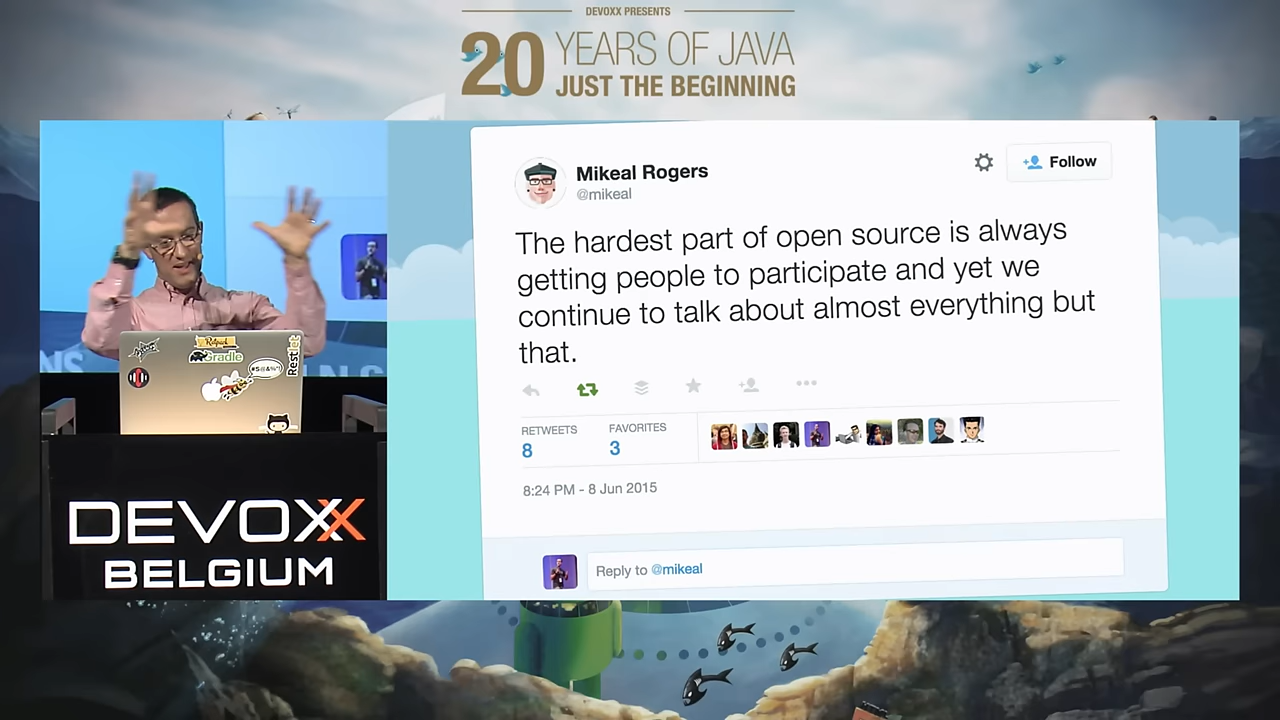 DEVOXX PRESENTS
20 YEARS OF JAVA
JUST THE BEGINNING
Mikeal Rogers
@mikeal
Follow
The hardest part of open source is always
getting people to participate and yet we
continue to talk about almost everything but
that.
RETWEETS
8
FAVORITES
3
8:24 PM - 8 Jun 2015
Reply to @mikeal
Gradle
Restlet
#$@&%*!
DEVOXX
BELGIUM